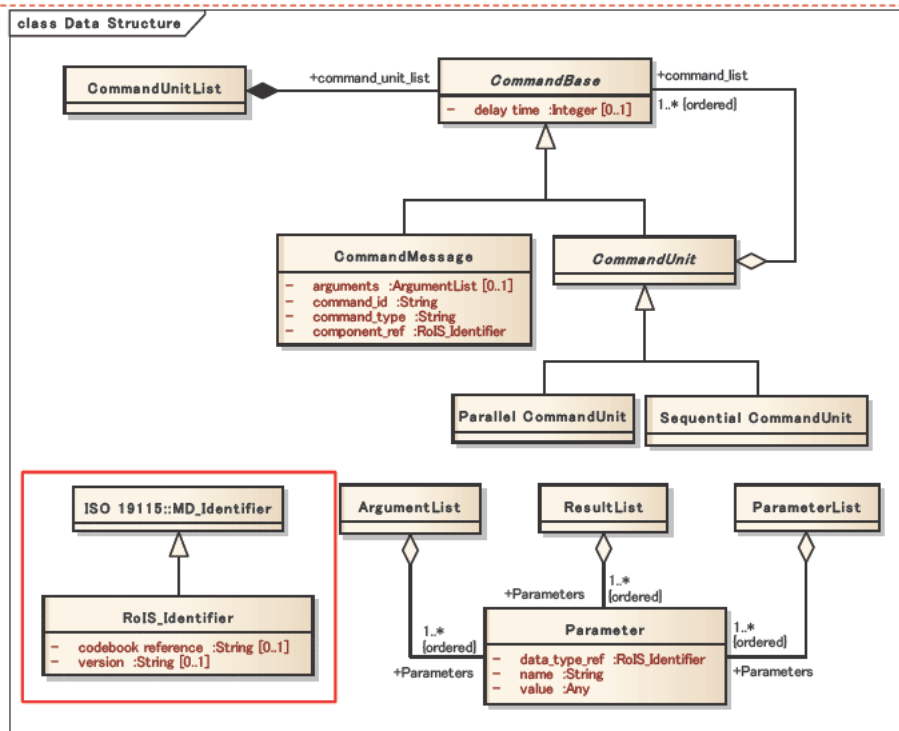 class Data Structure
CommandUnitList
+command_unit_list
CommandBase
- delay time :Integer [0..1]
+command_list
1..* {ordered}
CommandMessage
- arguments :ArgumentList [0..1]
- command_id :String
- command_type :String
- component_ref :RoIS_Identifier
CommandUnit
Parallel CommandUnit
Sequential CommandUnit
ISO 19115::MD_Identifier
RoIS_Identifier
- codebook reference :String [0..1]
- version :String [0..1]
ArgumentList
ResultList
ParameterList
1..*
{ordered}
+Parameters
+Parameters
1..*
{ordered}
1..*
{ordered}
+Parameters
Parameter
- data_type_ref :RoIS_Identifier
- name :String
- value :Any